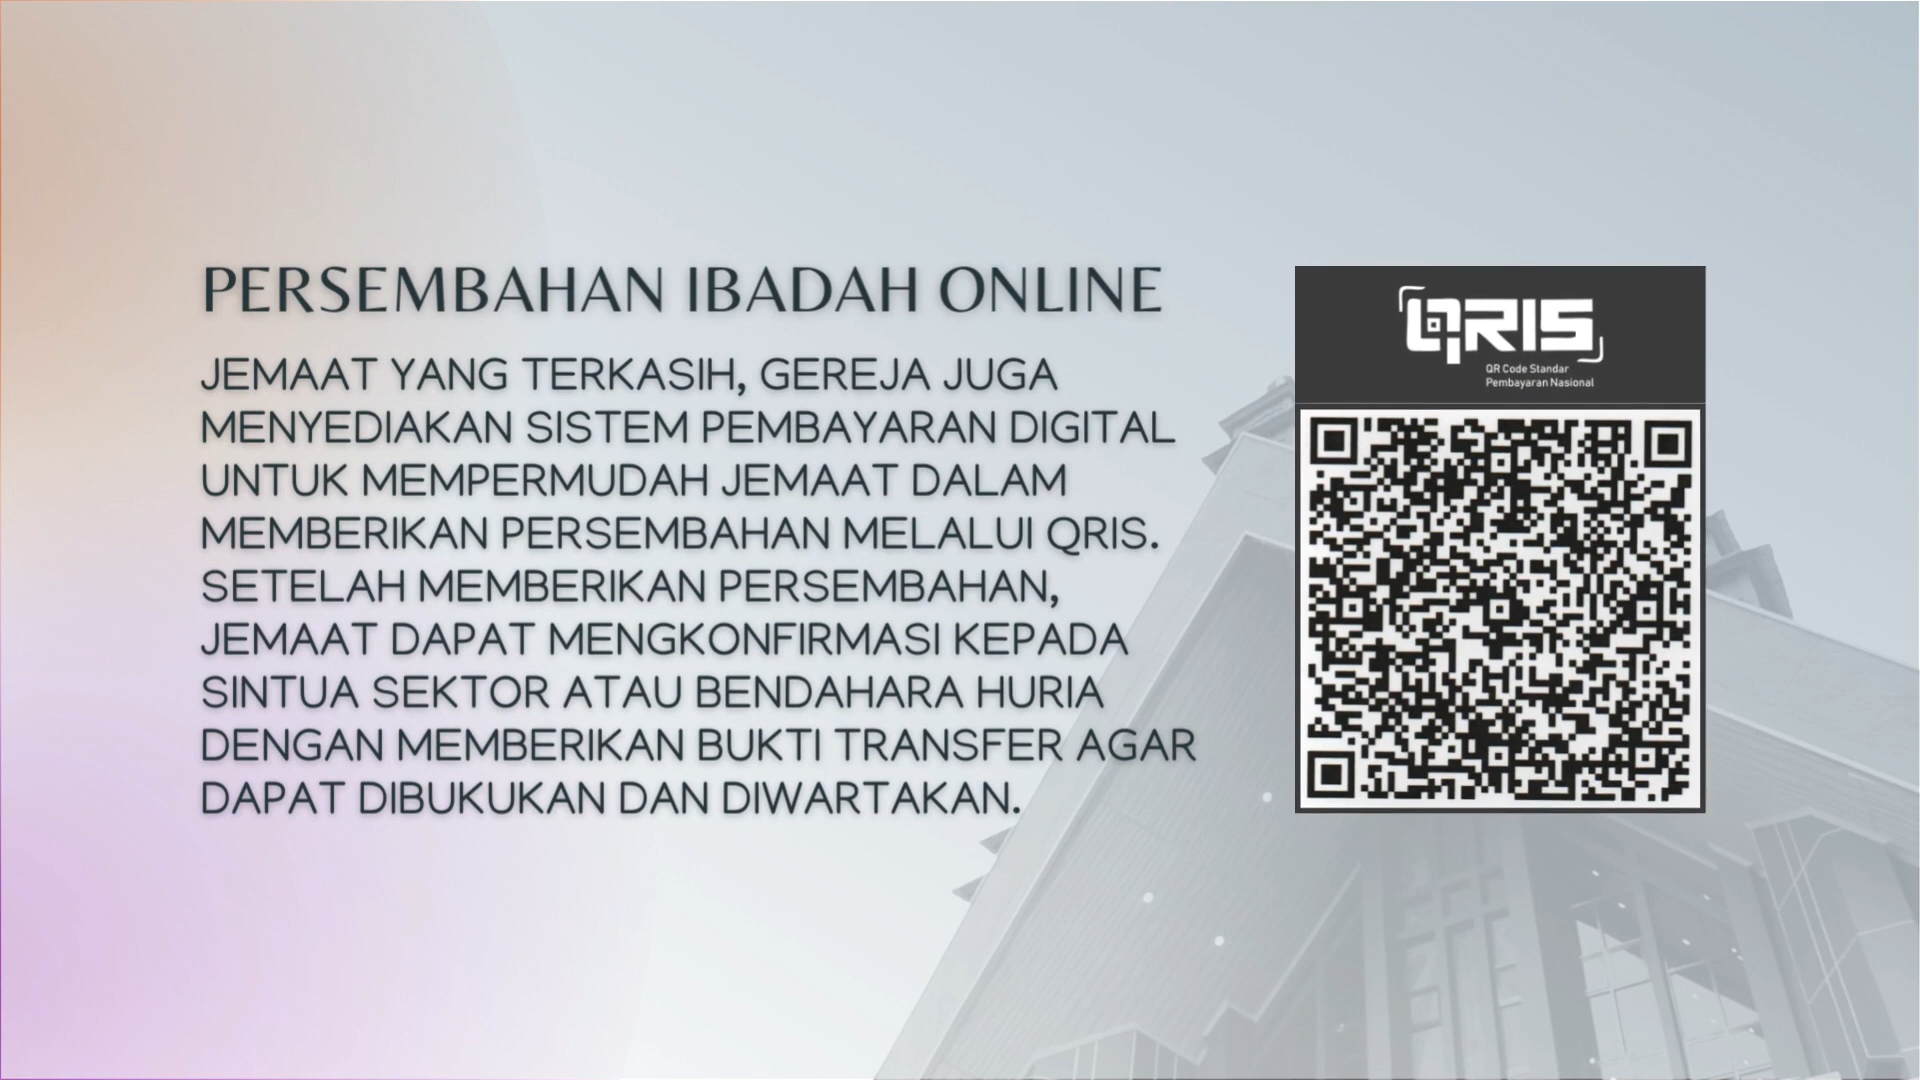 PERSEMBAHAN IBADAH ONLINE
JEMAAT YANG TERKASIH, GEREJA JUGA
MENYEDIAKAN SISTEM PEMBAYARAN DIGITAL
UNTUK MEMPERMUDAH JEMAAT DALAM
MEMBERIKAN PERSEMBAHAN MELALUI QRIS.
SETELAH MEMBERIKAN PERSEMBAHAN,
JEMAAT DAPAT MENGKONFIRMASI KEPADA
SINTUA SEKTOR ATAU BENDAHARA HURIA
DENGAN MEMBERIKAN BUKTI TRANSFER AGAR
DAPAT DIBUKUKAN DAN DIWARTAKAN.
QRIS
QR Code Standar
Pembayaran Nasional